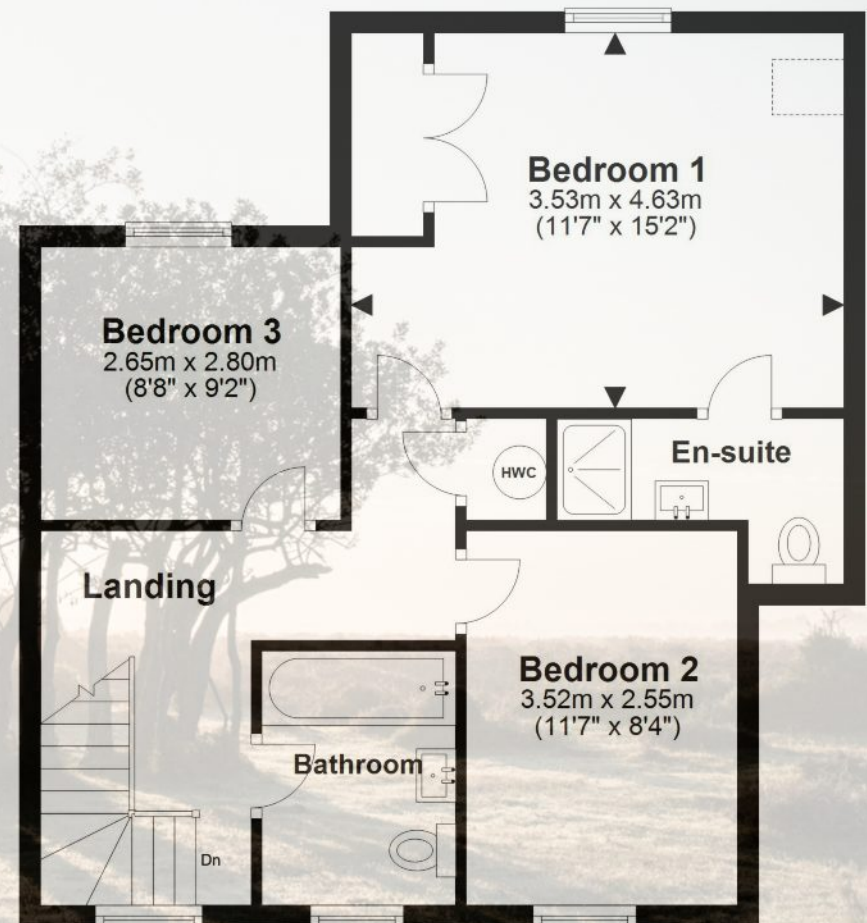 Bedroom 1
3.53m x 4.63m
(11'7" x 15'2")
Bedroom 3
2.65m x 2.80m
(8'8" x 9'2")
En-suite
HWC
Landing
Bedroom 2
3.52m x 2.55m
(11'7" x 8'4")
Bathroom
Dn